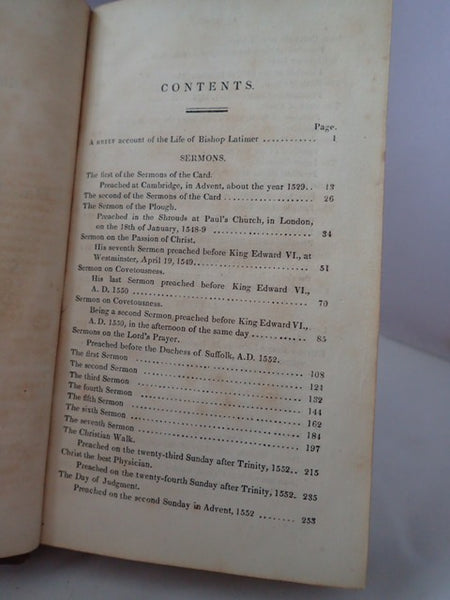 CONTENTS.
Page.
A BRIEF account of the Life of Bishop Latimer ............ 1
SERMONS.
The first of the Sermons of the Card.
Preached at Cambridge, in Advent, about the year 1529.. 13
The second of the Sermons of the Card .................... 26
The Sermon of the Plough.
Preached in the Shrouds at Paul's Church, in London,
on the 18th of January, 1548-9 .................... 34
Sermon on the Passion of Christ.
His seventh Sermon preached before King Edward VI., at
Westminster, April 19, 1549 .................... 51
Sermon on Covetousness.
His last Sermon preached before King Edward VI.,
A. D. 1550 .................... 70
Sermon on Covetousness.
Being a second Sermon preached before King Edward VI.,
A.D. 1550, in the afternoon of the same day .......... 85
Sermons on the Lord's Prayer.
Preached before the Duchess of Suffolk, A.D. 1552.
The first Sermon .................... 108
The second Sermon .................... 121
The third Sermon .................... 132
The fourth Sermon .................... 144
The fifth Sermon .................... 162
The sixth Sermon .................... 184
The seventh Sermon .................... 197
The Christian Walk.
Preached on the twenty-third Sunday after Trinity, 1552.. 215
Christ the best Physician.
Preached on the twenty-fourth Sunday after Trinity, 1552. 235
The Day of Judgment.
Preached on the second Sunday in Advent, 1552 ........ 253